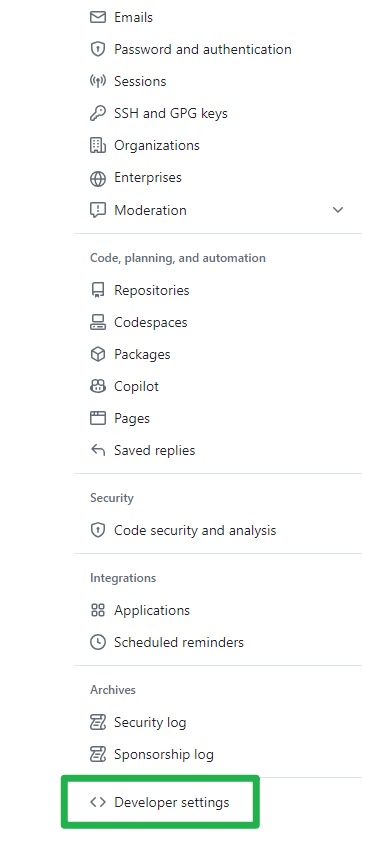 Emails
Password and authentication
Sessions
SSH and GPG keys
Organizations
Enterprises
Moderation
Code, planning, and automation
Repositories
Codespaces
Packages
Copilot
Pages
Saved replies
Security
Code security and analysis
Integrations
Applications
Scheduled reminders
Archives
Security log
Sponsorship log
Developer settings